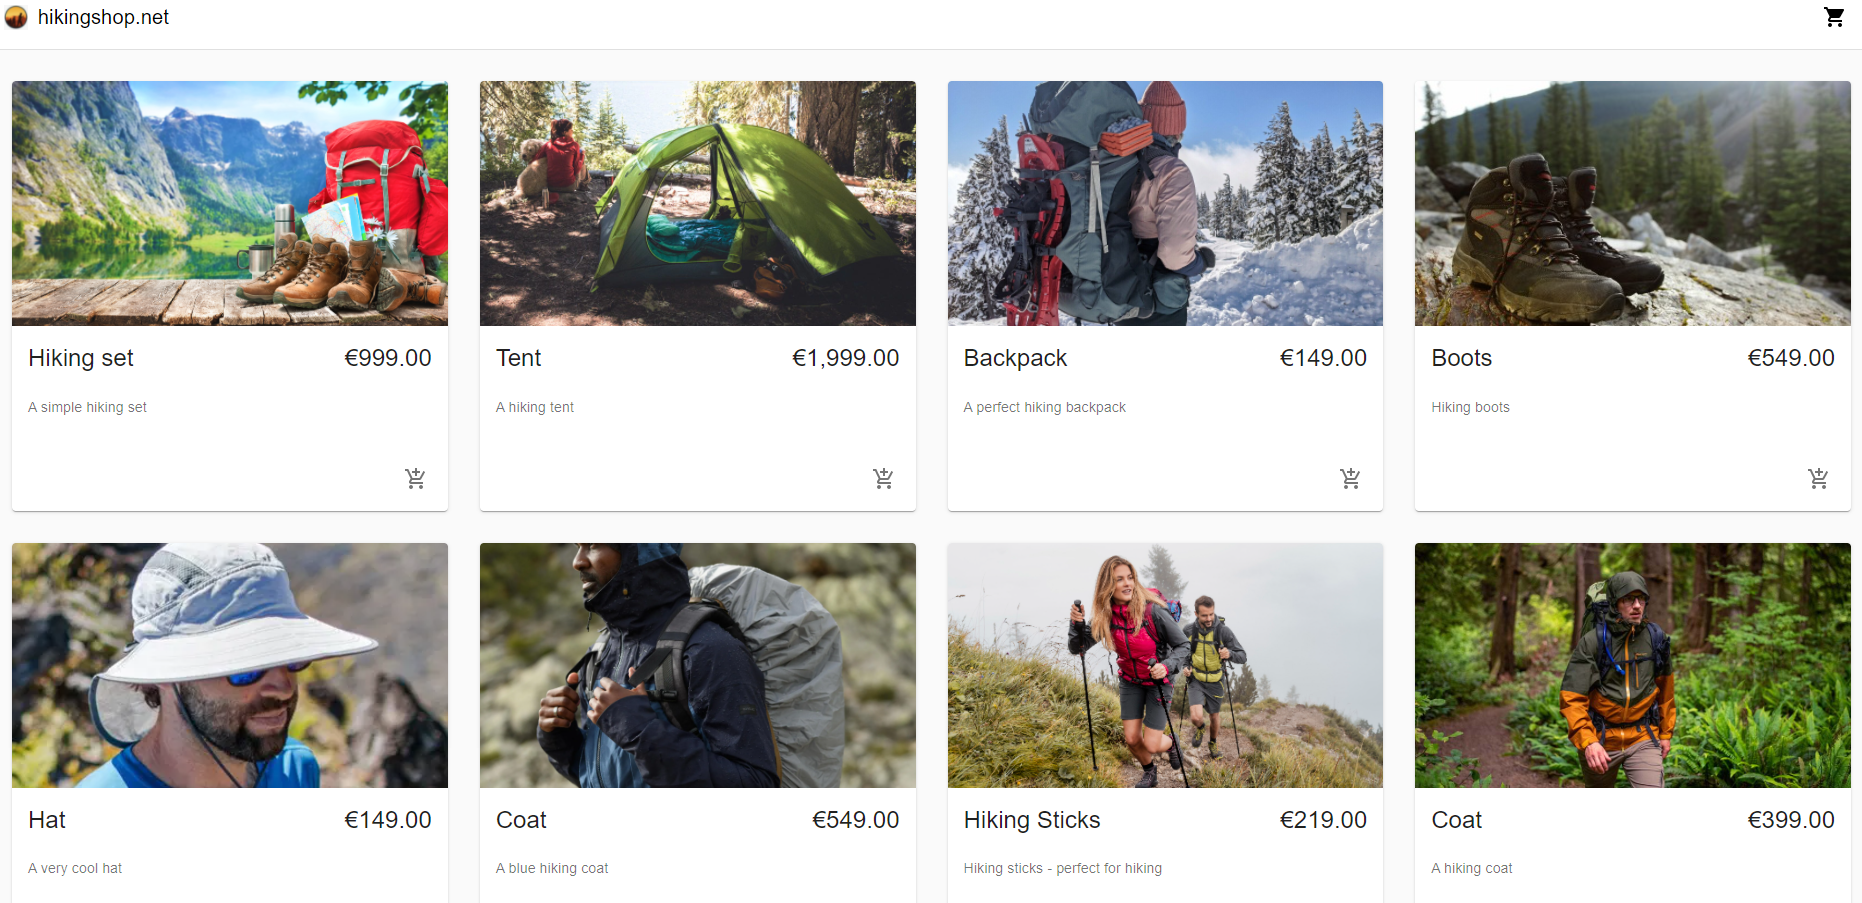 hikingshop.net
Hiking set €999.00
A simple hiking set
Tent €1,999.00
A hiking tent
Backpack €149.00
A perfect hiking backpack
Boots €549.00
Hiking boots
Hat €149.00
A very cool hat
Coat €549.00
A blue hiking coat
Hiking Sticks €219.00
Hiking sticks - perfect for hiking
Coat €399.00
A hiking coat